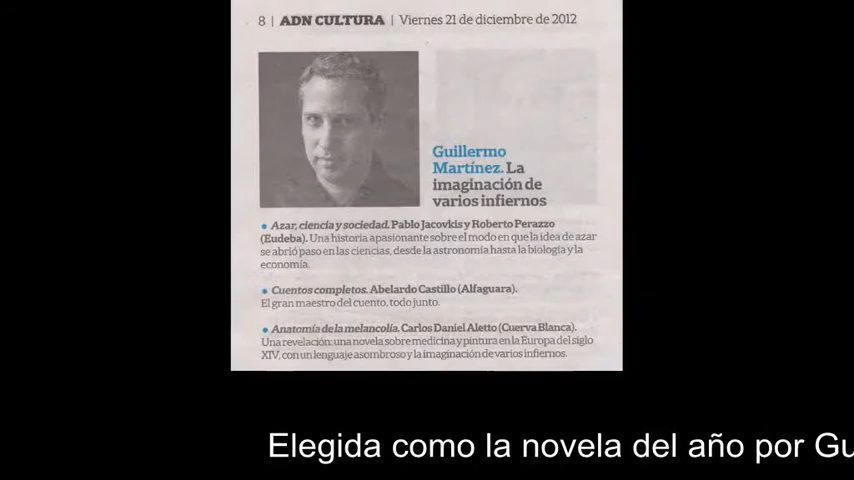 8 | ADN CULTURA | Viernes 21 de diciembre de 2012
Guillermo
Martínez. La
imaginación de
varios infiernos
• Azar, ciencia y sociedad. Pablo Jacovkis y Roberto Perazzo
(Eudeba). Una historia apasionante sobre el modo en que la idea de azar
se abrió paso en las ciencias, desde la astronomía hasta la biología y la
economía.
• Cuentos completos. Abelardo Castillo (Alfaguara).
El gran maestro del cuento, todo junto.
• Anatomía de la melancolía. Carlos Daniel Aletto (Cuerva Blanca).
Una revelación: una novela sobre medicina y pintura en la Europa del siglo
XIV, con un lenguaje asombroso y la imaginación de varios infiernos.
Elegida como la novela del año por Gu